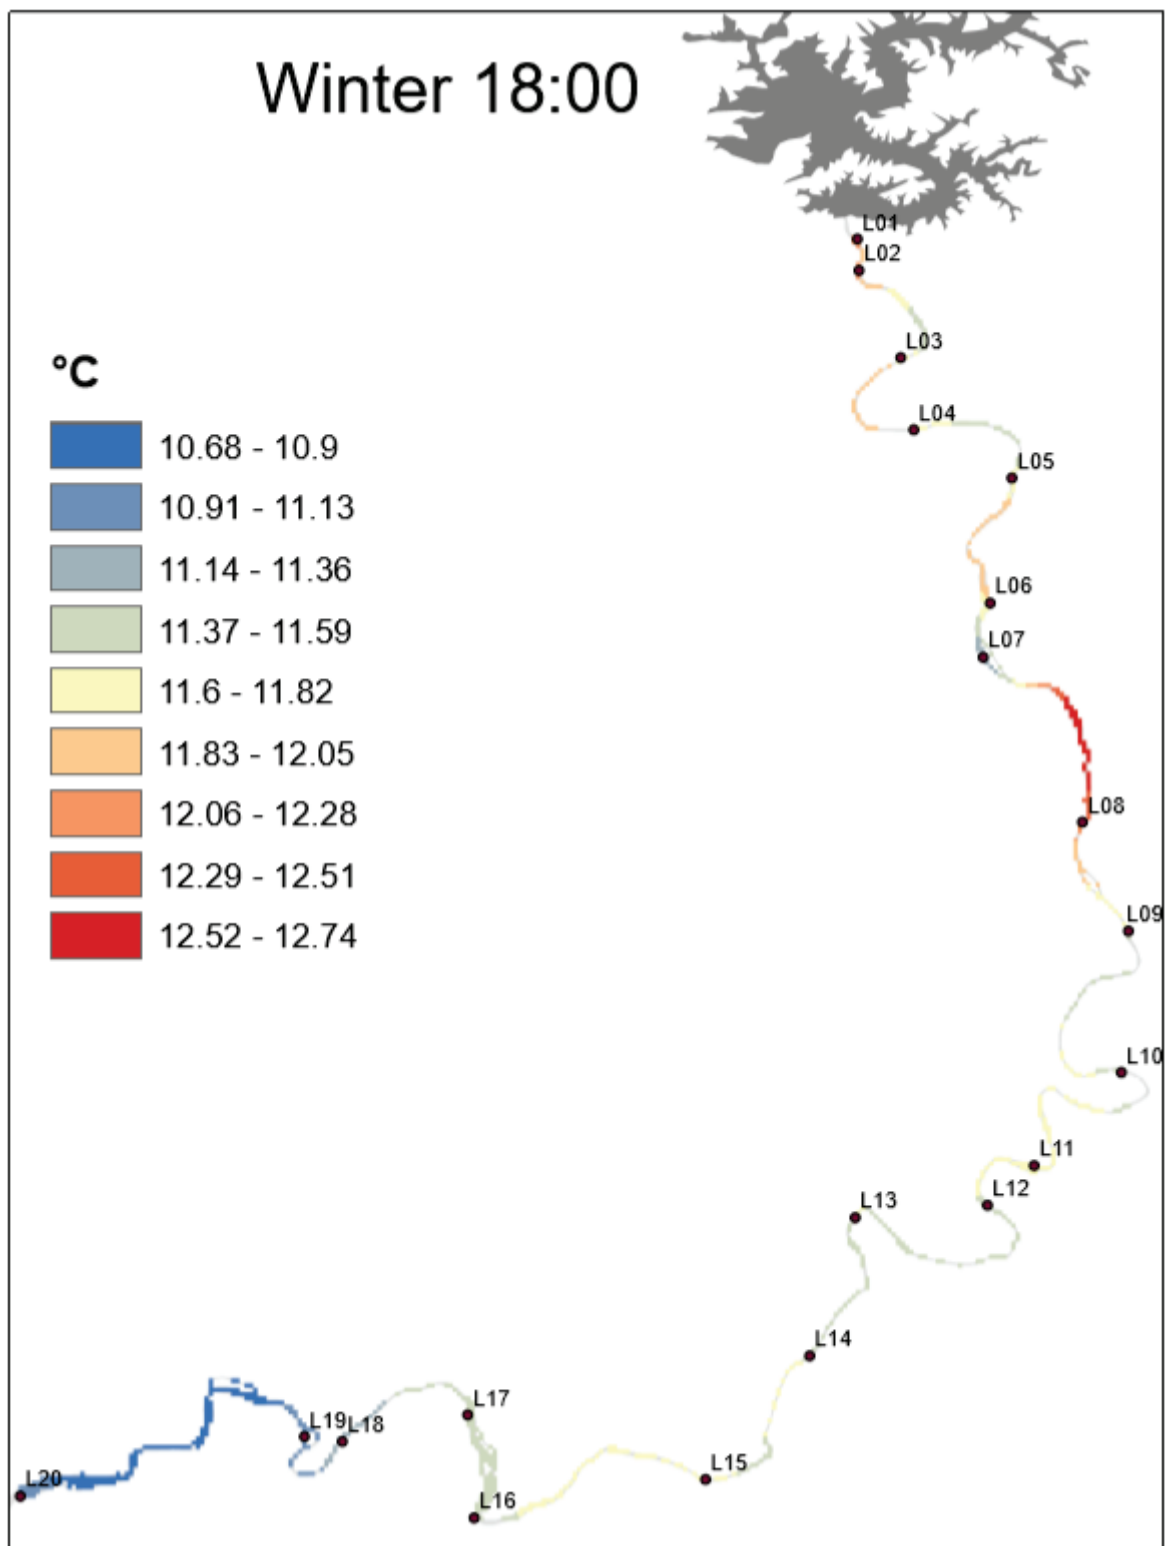 Winter 18:00
L01
L02
L03
L04
L05
L06
L07
L08
L09
L10
L11
L12
L13
L14
L15
L16
L17
L18
L19
L20
°C
10.68 - 10.9
10.91 - 11.13
11.14 - 11.36
11.37 - 11.59
11.6 - 11.82
11.83 - 12.05
12.06 - 12.28
12.29 - 12.51
12.52 - 12.74